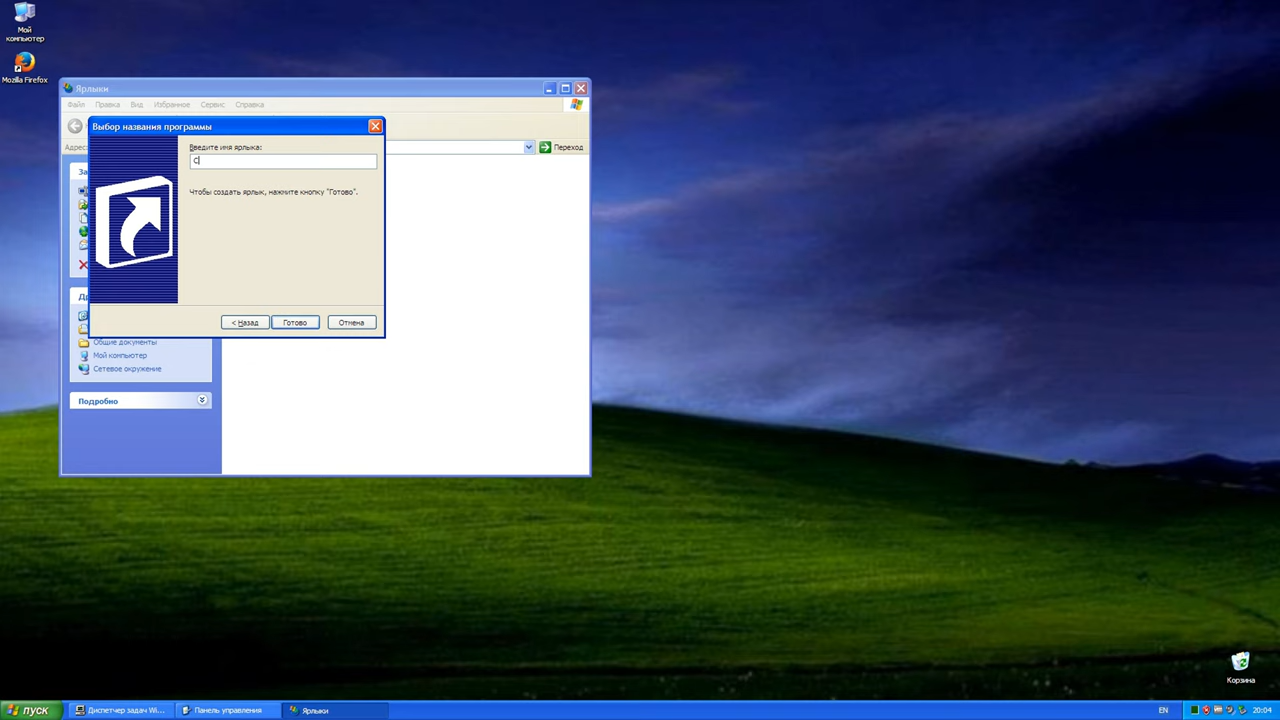 Мой
компьютер
Mozilla Firefox
Ярлыки
Файл Правка Вид Избранное Сервис Справка
Выбор названия программы
Переход
Введите имя ярлыка:
C
Чтобы создать ярлык, нажмите кнопку "Готово".
< Назад Готово Отмена
Общие документы
Мой компьютер
Сетевое окружение
Подробно
Корзина
пуск
Диспетчер задач Wi...
Панель управления
Ярлыки
EN
20:04